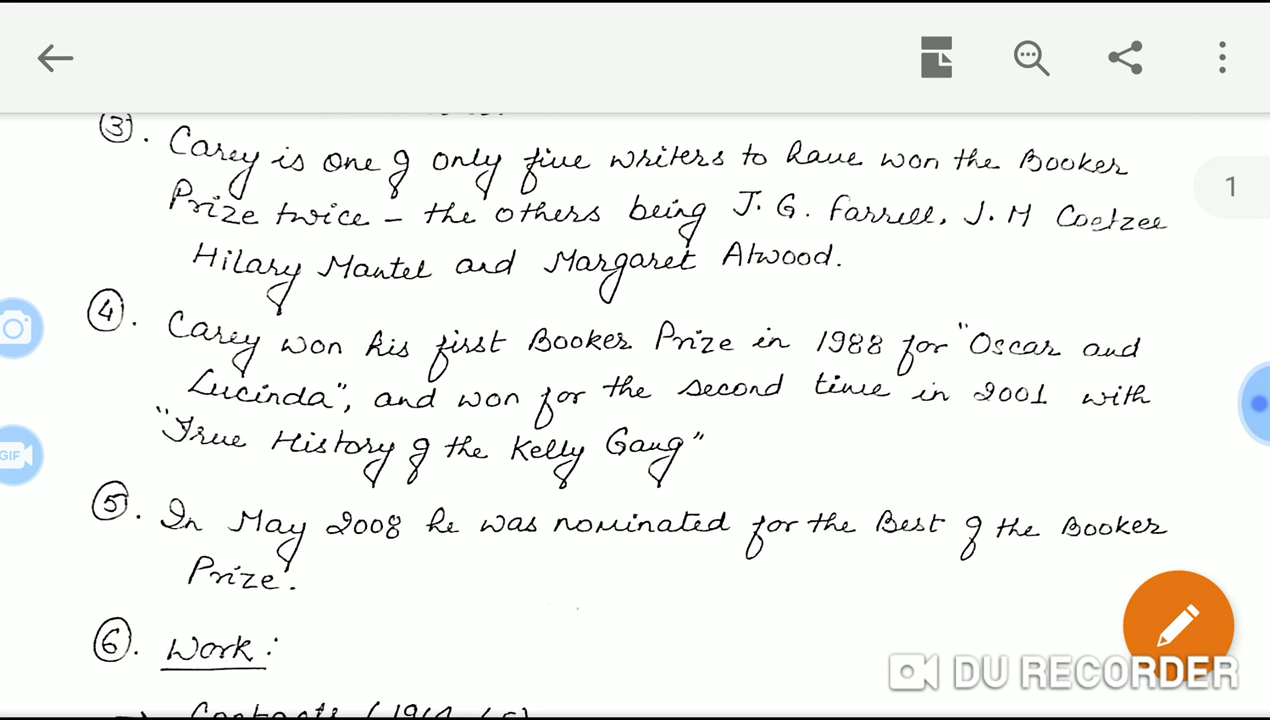 1
③. Carey is one of only five writers to have won the Booker
Prize twice - the others being J. G. Farrell, J. M Coetzee
Hilary Mantel and Margaret Atwood.
④. Carey won his first Booker Prize in 1988 for "Oscar and
Lucinda", and won for the second time in 2001 with
"True History of the Kelly Gang"
GIF
⑤. In May 2008 he was nominated for the Best of the Booker
Prize.
⑥. Work:
DU RECORDER